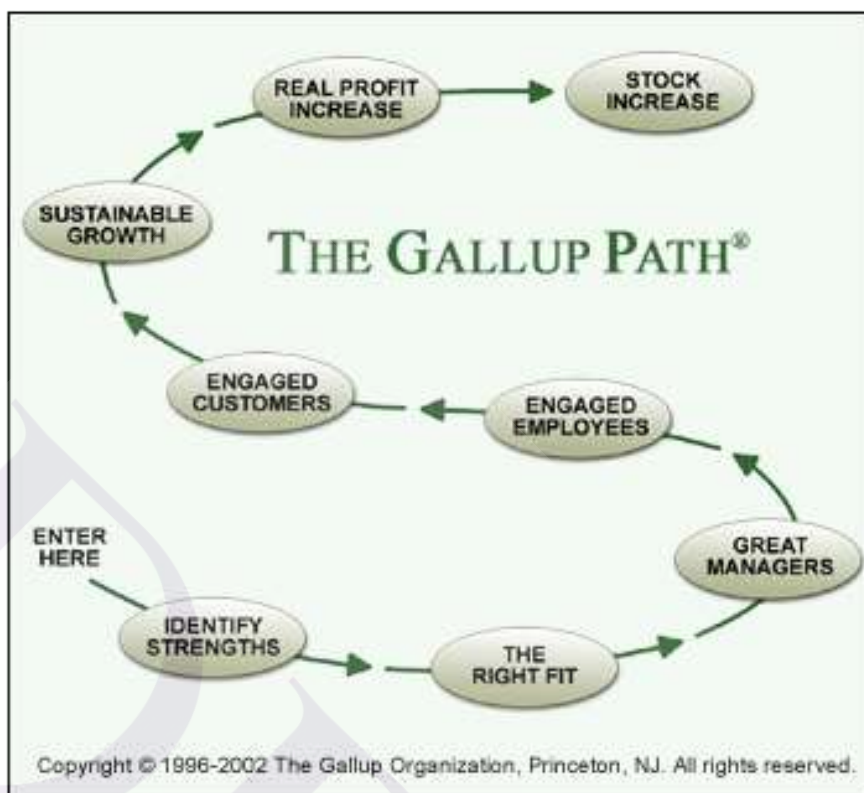 ENTER
HERE
IDENTIFY
STRENGTHS
THE
RIGHT FIT
GREAT
MANAGERS
ENGAGED
EMPLOYEES
ENGAGED
CUSTOMERS
SUSTAINABLE
GROWTH
REAL PROFIT
INCREASE
STOCK
INCREASE
THE GALLUP PATH®
Copyright © 1996-2002 The Gallup Organization, Princeton, NJ. All rights reserved.